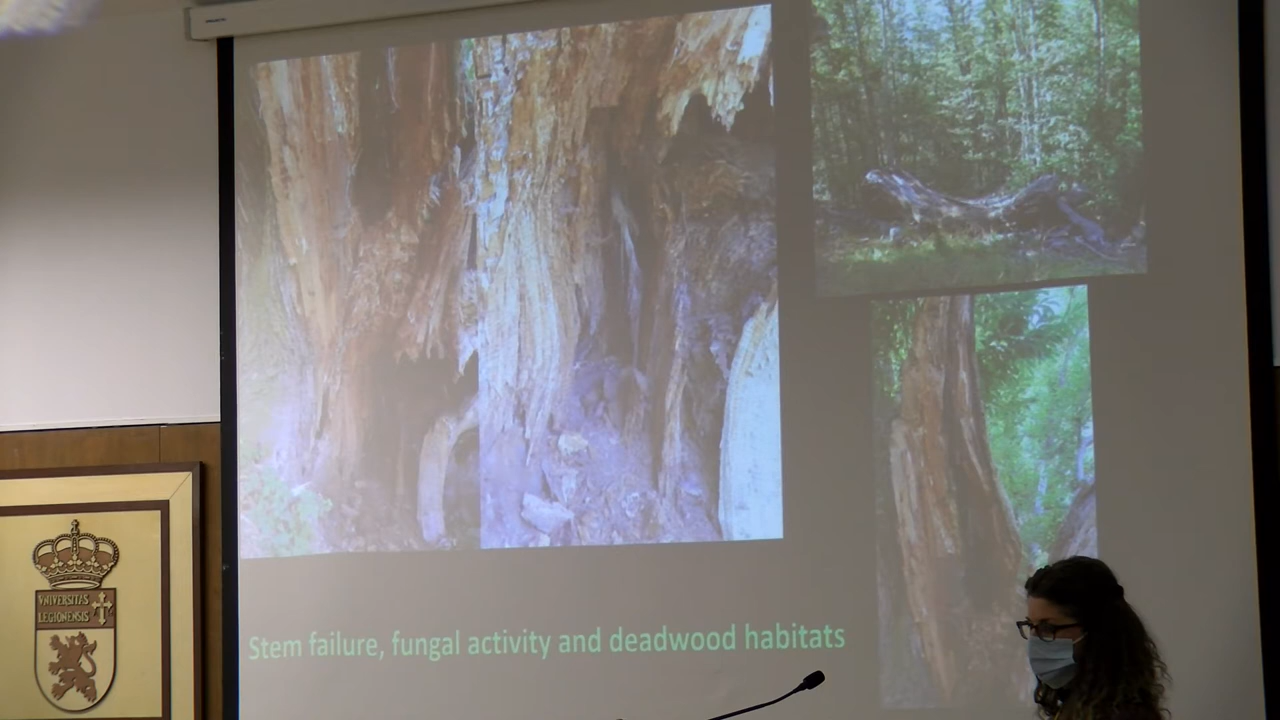 VNIVERSITAS
LEGIONENSIS
Stem failure, fungal activity and deadwood habitats